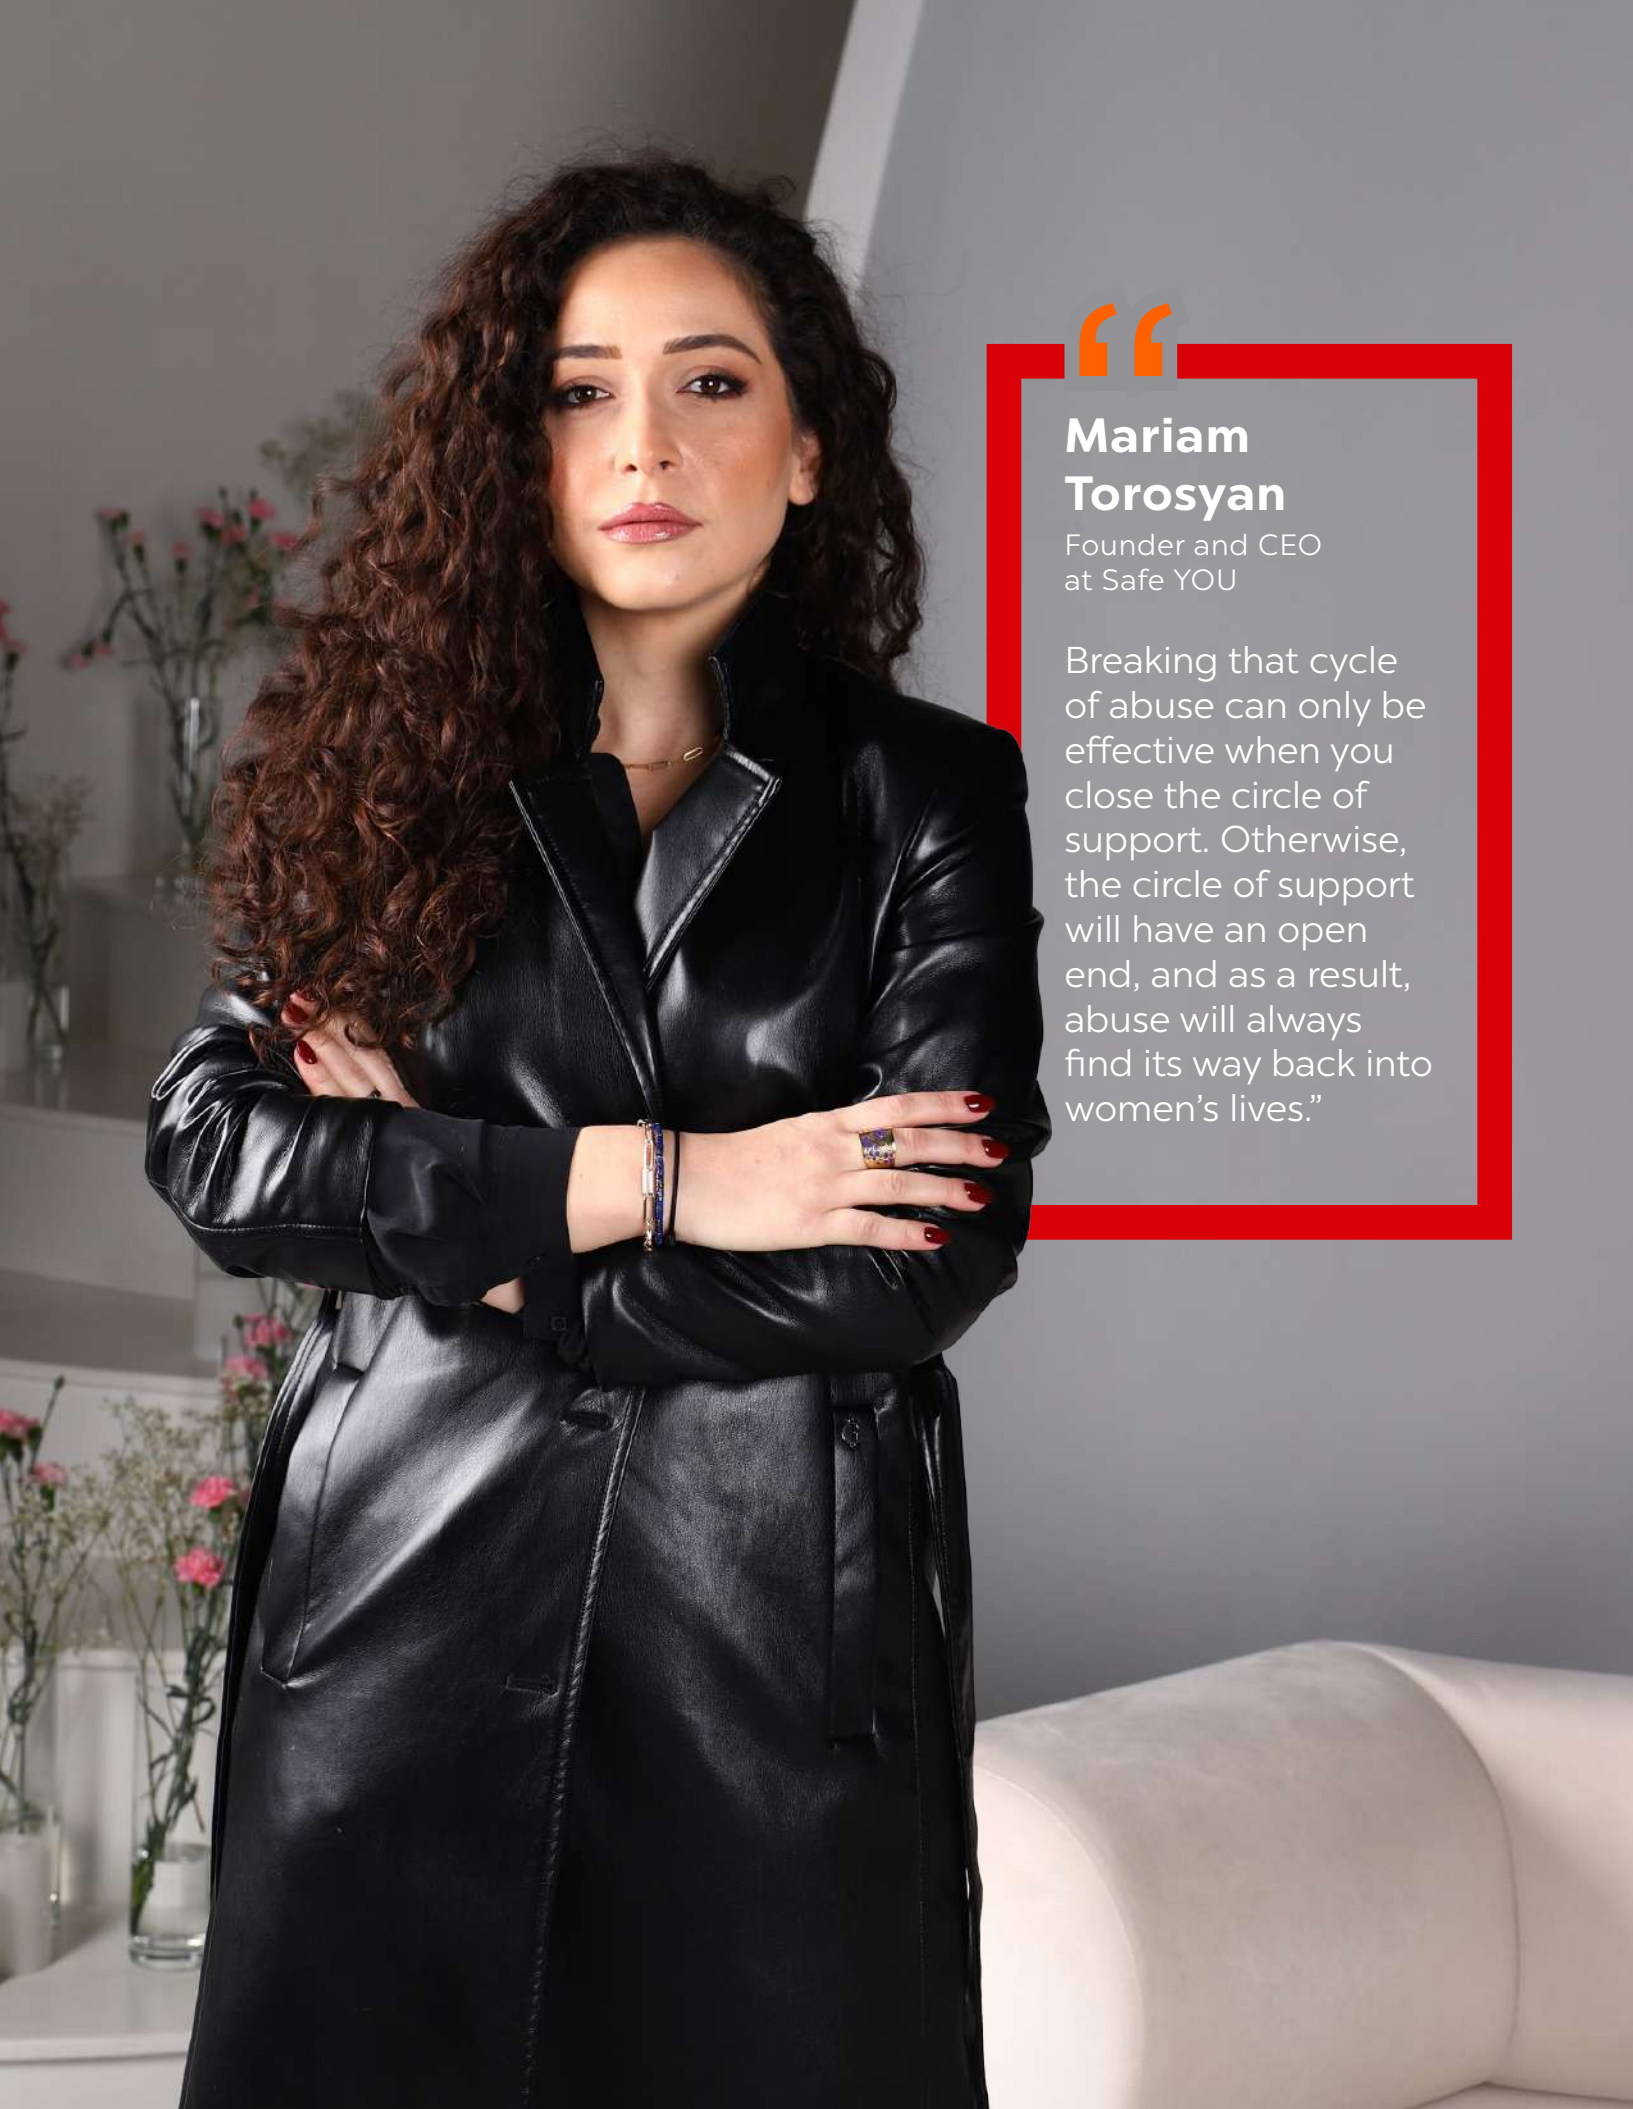 “
Mariam
Torosyan
Founder and CEO
at Safe YOU
Breaking that cycle
of abuse can only be
effective when you
close the circle of
support. Otherwise,
the circle of support
will have an open
end, and as a result,
abuse will always
find its way back into
women’s lives.”